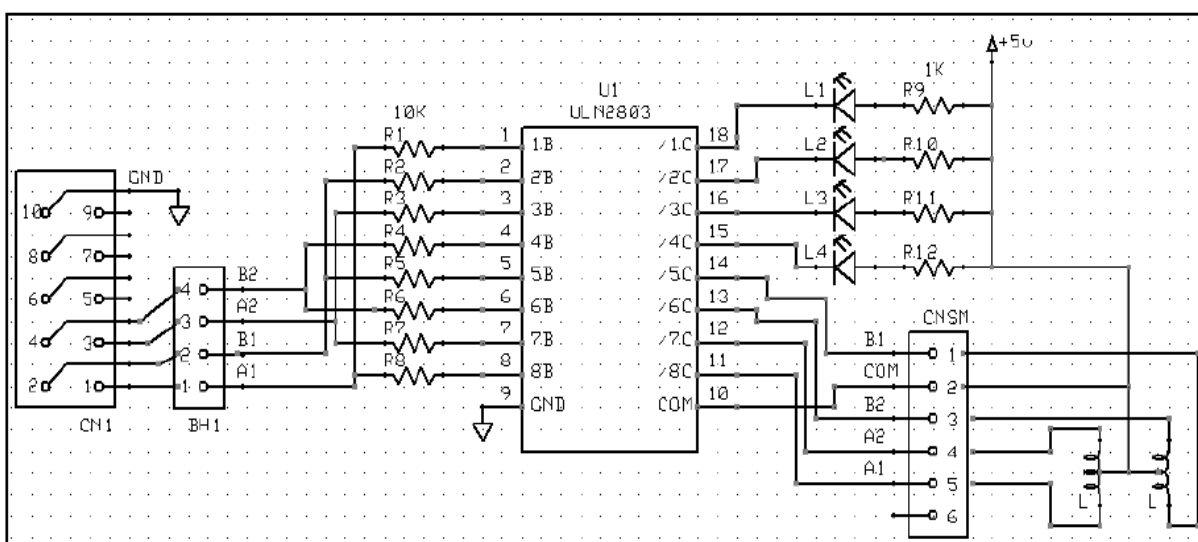 +5v
U1
ULN2803
10K
1K
R1
R2
R3
R4
R5
R6
R7
R8
1
2
3
4
5
6
7
8
9
1B
2B
3B
4B
5B
6B
7B
8B
GND
/1C
/2C
/3C
/4C
/5C
/6C
/7C
/8C
COM
18
17
16
15
14
13
12
11
10
L1
L2
L3
L4
R9
R10
R11
R12
GND
10 9
8 7
6 5
4 3
2 1
CN1
4
3
2
1
BH1
B2
A2
B1
A1
CNSM
B1
COM
B2
A2
A1
1
2
3
4
5
6
L
L